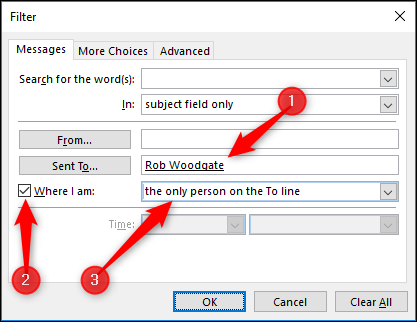 Filter
Messages More Choices Advanced
Search for the word(s):
In: subject field only
1
From...
Sent To... Rob Woodgate
Where I am: the only person on the To line
Time:
2 3
OK Cancel Clear All